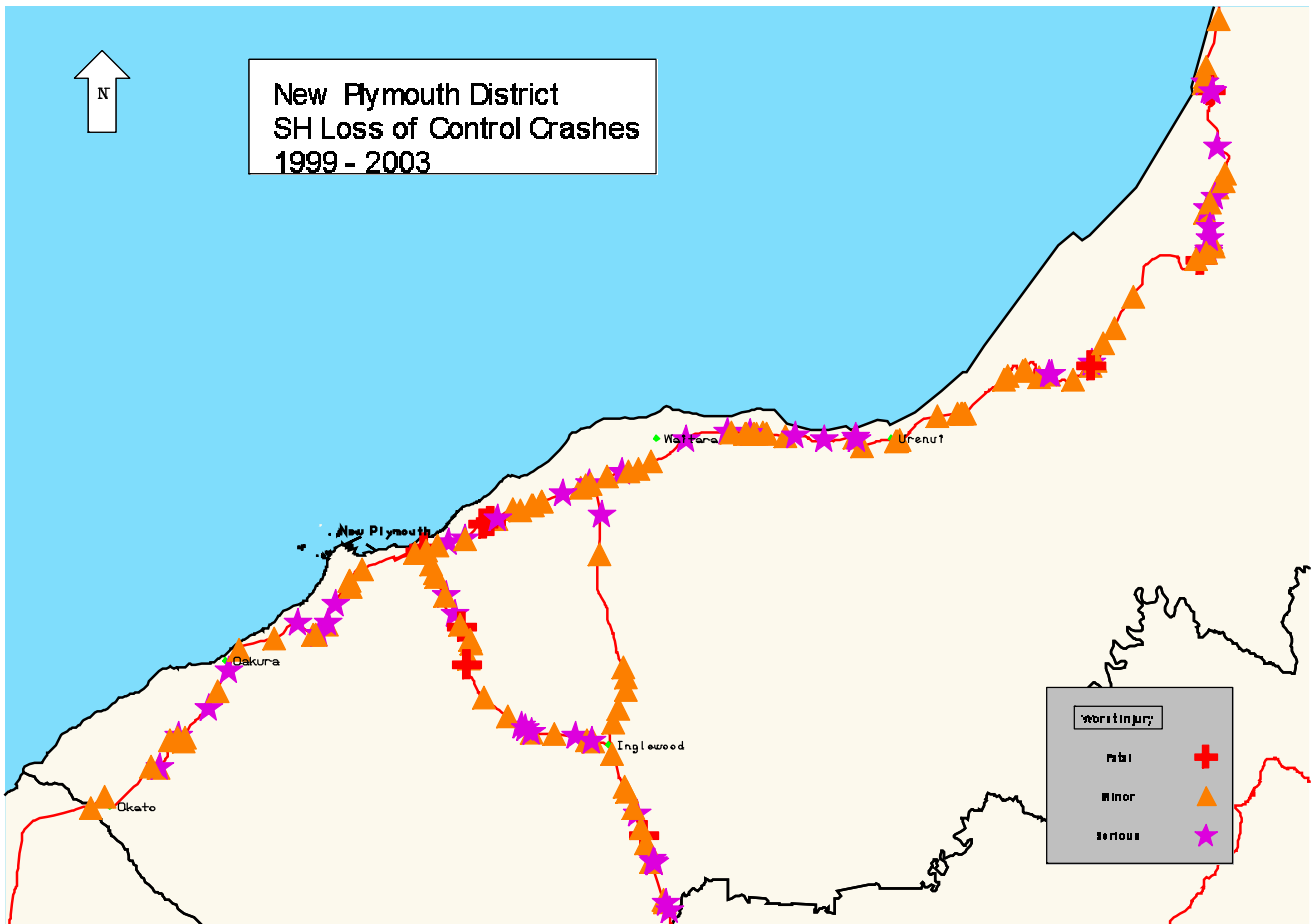 N
New Plymouth District
SH Loss of Control Crashes
1999 - 2003
Waitara
Urenui
New Plymouth
Oakura
Inglewood
Okato
Worst Injury
Fatal
Minor
Serious